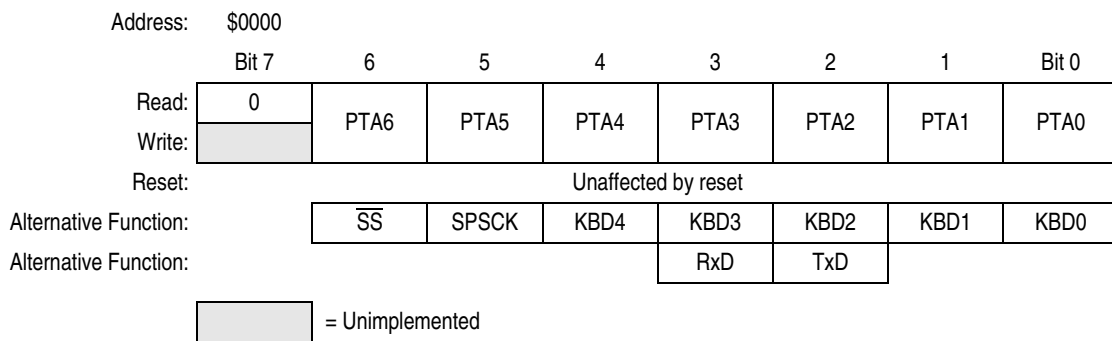 Address: $0000
Bit 7 6 5 4 3 2 1 Bit 0
Read: 0 PTA6 PTA5 PTA4 PTA3 PTA2 PTA1 PTA0
Write:
Reset: Unaffected by reset
Alternative Function: S̅S̅ SPSCK KBD4 KBD3 KBD2 KBD1 KBD0
Alternative Function: RxD TxD
= Unimplemented